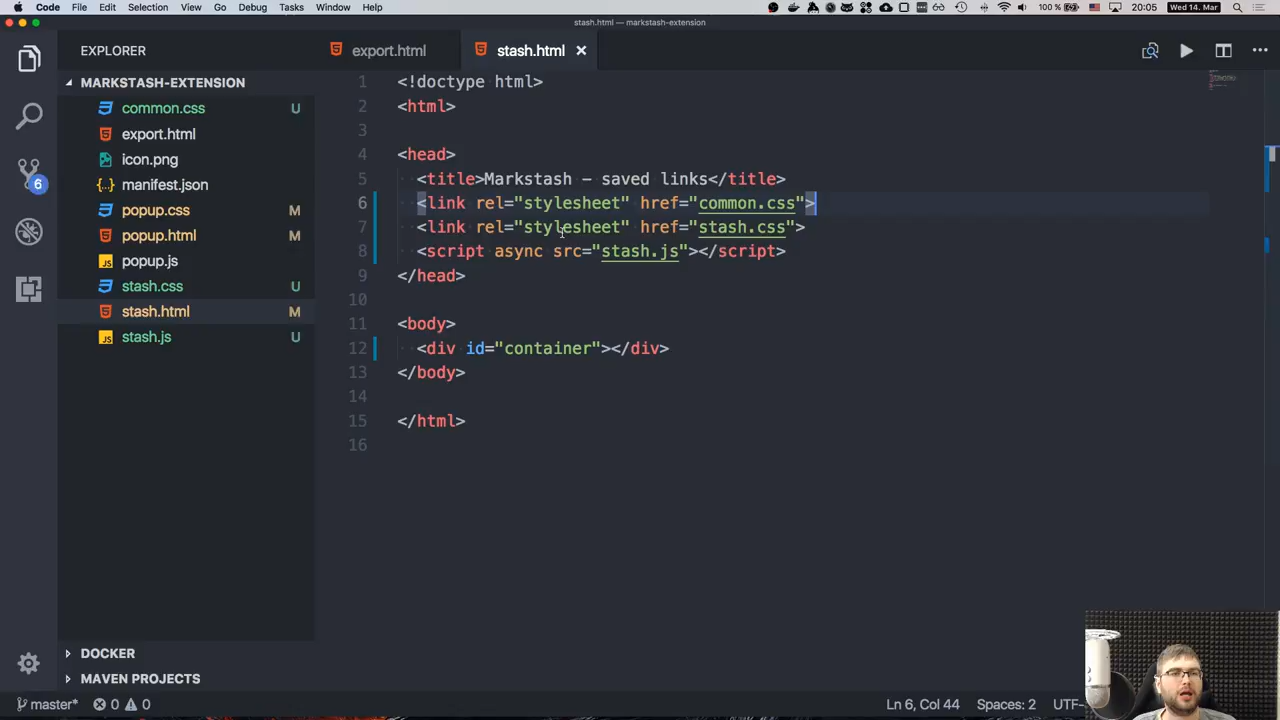 Code File Edit Selection View Go Debug Tasks Window Help 100 % 20:05 Wed 14. Mar
stash.html — markstash-extension
EXPLORER
export.html
stash.html
MARKSTASH-EXTENSION
common.css U
export.html
icon.png
manifest.json
popup.css M
popup.html M
popup.js
stash.css U
stash.html M
stash.js U
6
DOCKER
MAVEN PROJECTS
1 <!doctype html>
2 <html>
3
4 <head>
5 <title>Markstash – saved links</title>
6 <link rel="stylesheet" href="common.css">
7 <link rel="stylesheet" href="stash.css">
8 <script async src="stash.js"></script>
9 </head>
10
11 <body>
12 <div id="container"></div>
13 </body>
14
15 </html>
16
master* 0 0 Ln 6, Col 44 Spaces: 2 UTF-